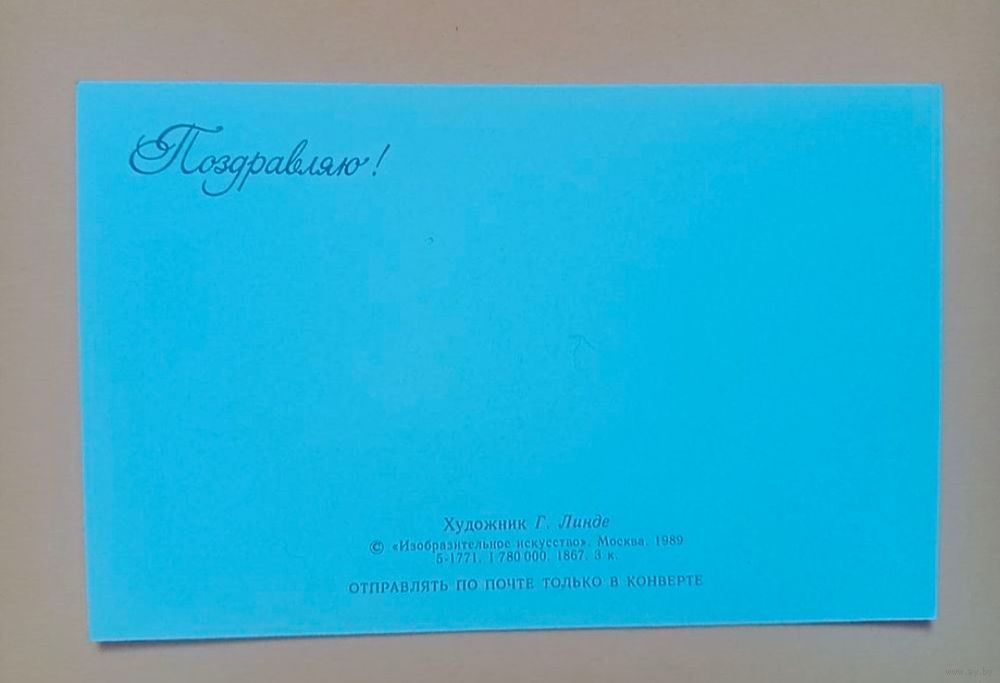 Поздравляю!
Художник Г. Линде
© «Изобразительное искусство». Москва. 1989
5-1771. 1 780 000. 1867. 3 к.
ОТПРАВЛЯТЬ ПО ПОЧТЕ ТОЛЬКО В КОНВЕРТЕ